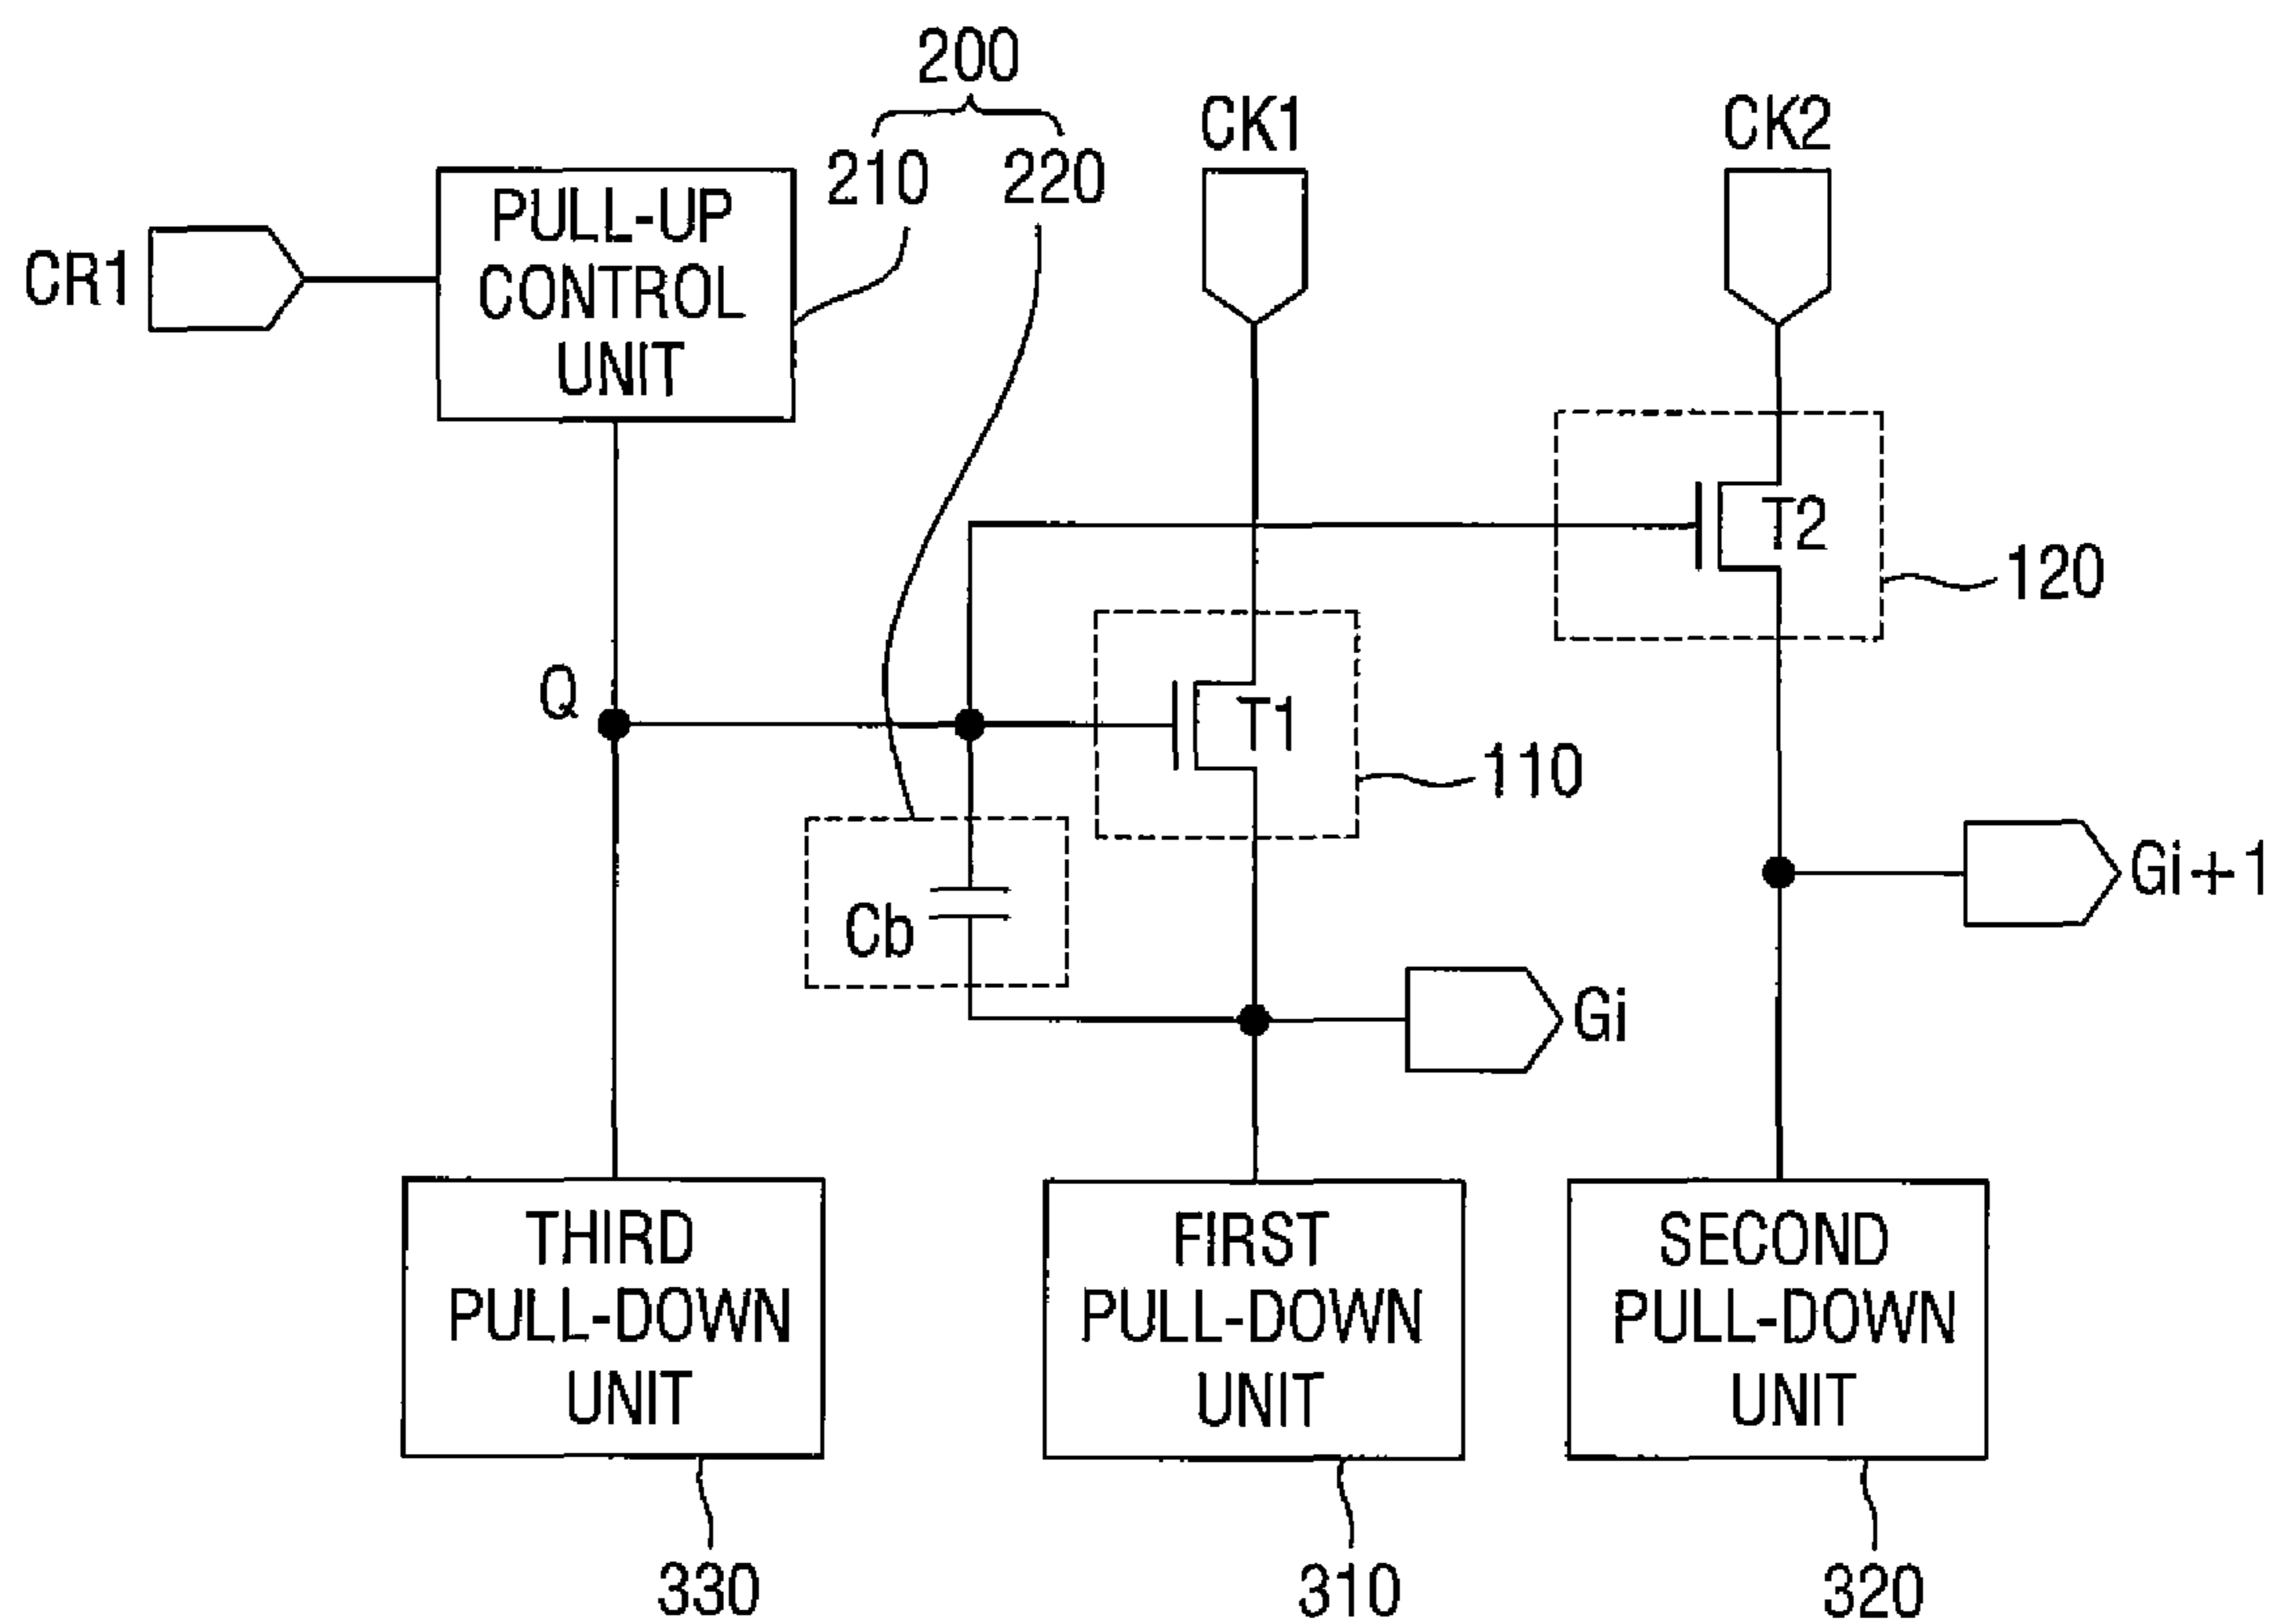 200
210 220
CK1
CK2
CR1
PULL-UP
CONTROL
UNIT
T2
120
Q
T1
110
Cb
Gi+1
Gi
THIRD
PULL-DOWN
UNIT
FIRST
PULL-DOWN
UNIT
SECOND
PULL-DOWN
UNIT
330
310
320